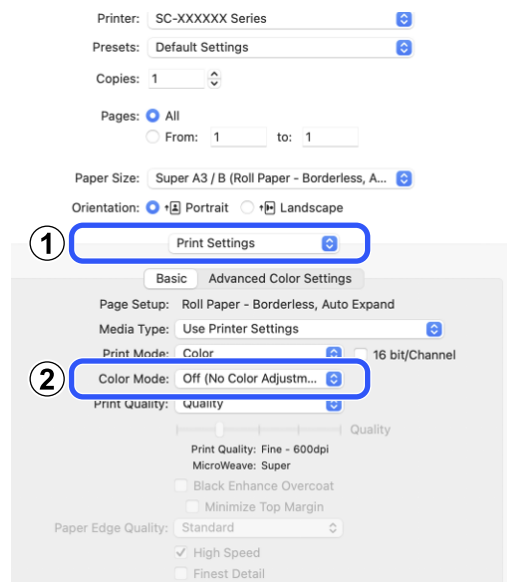 Printer: SC-XXXXXX Series
Presets: Default Settings
Copies: 1
Pages: All
From: 1 to: 1
Paper Size: Super A3 / B (Roll Paper - Borderless, A...
Orientation: Portrait Landscape
1 Print Settings
Basic Advanced Color Settings
Page Setup: Roll Paper - Borderless, Auto Expand
Media Type: Use Printer Settings
Print Mode: Color 16 bit/Channel
2 Color Mode: Off (No Color Adjustm...
Print Quality: Quality
Quality
Print Quality: Fine - 600dpi
MicroWeave: Super
Black Enhance Overcoat
Minimize Top Margin
Paper Edge Quality: Standard
High Speed
Finest Detail